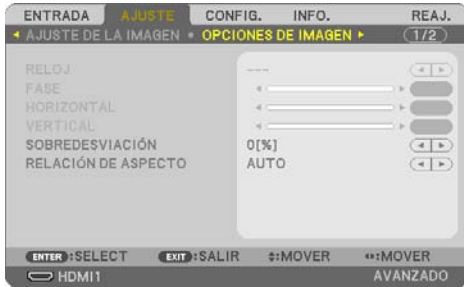 ENTRADA AJUSTE CONFIG. INFO. REAJ.
AJUSTE DE LA IMAGEN OPCIONES DE IMAGEN (1/2)
RELOJ ---
FASE
HORIZONTAL
VERTICAL
SOBREDESVIACIÓN 0[%]
RELACIÓN DE ASPECTO AUTO
ENTER :SELECT EXIT :SALIR :MOVER :MOVER
HDMI1 AVANZADO